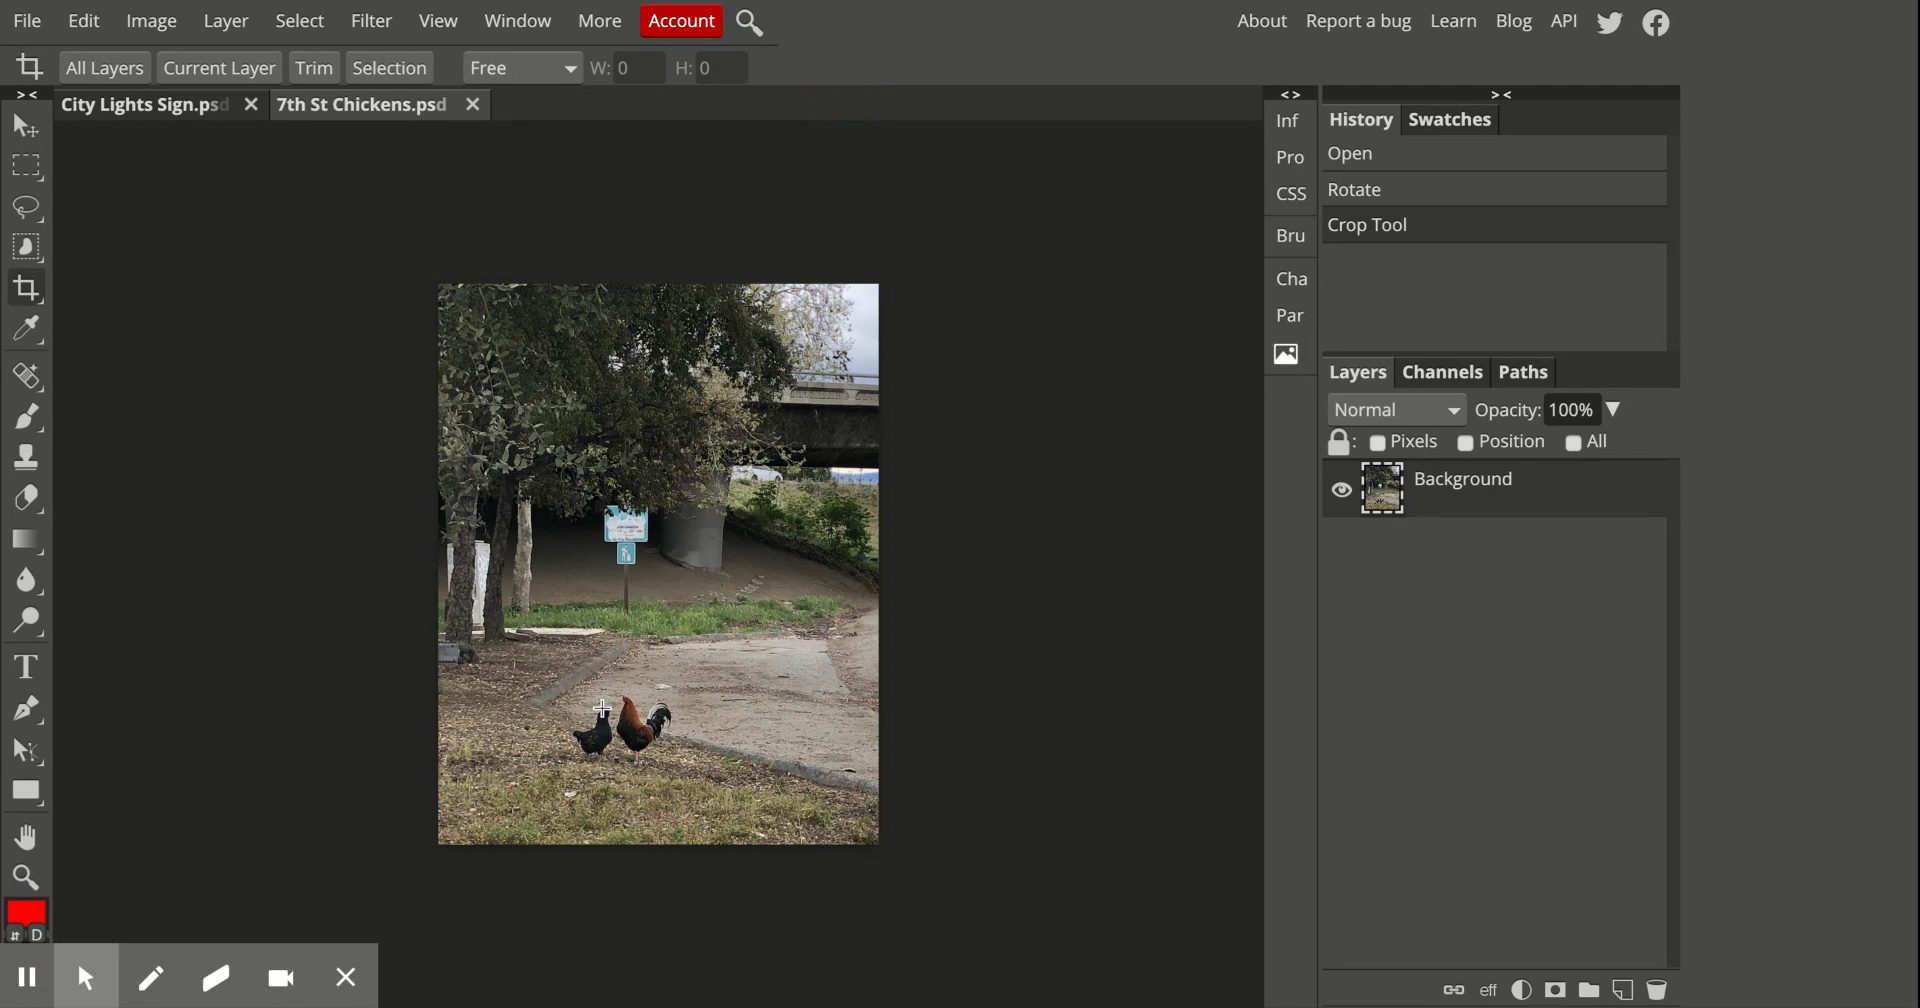 File Edit Image Layer Select Filter View Window More Account About Report a bug Learn Blog API
All Layers Current Layer Trim Selection Free W: 0 H: 0
> < City Lights Sign.psd 7th St Chickens.psd < > > <
Inf
Pro
CSS
Bru
Cha
Par
History Swatches
Open
Rotate
Crop Tool
Layers Channels Paths
Normal Opacity: 100%
: Pixels Position All
Background
T
D
eff